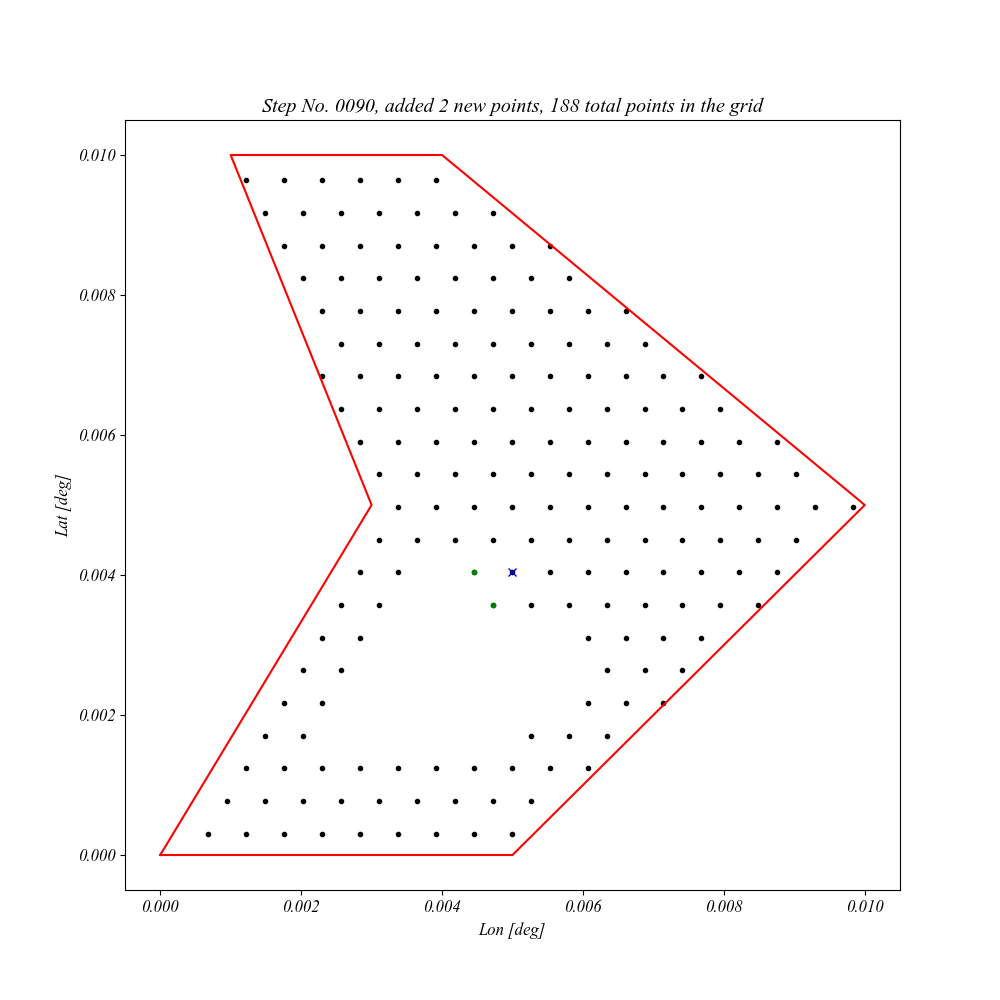 Step No. 0090, added 2 new points, 188 total points in the grid
0.010
0.008
0.006
0.004
0.002
0.000
Lat [deg]
0.000 0.002 0.004 0.006 0.008 0.010
Lon [deg]